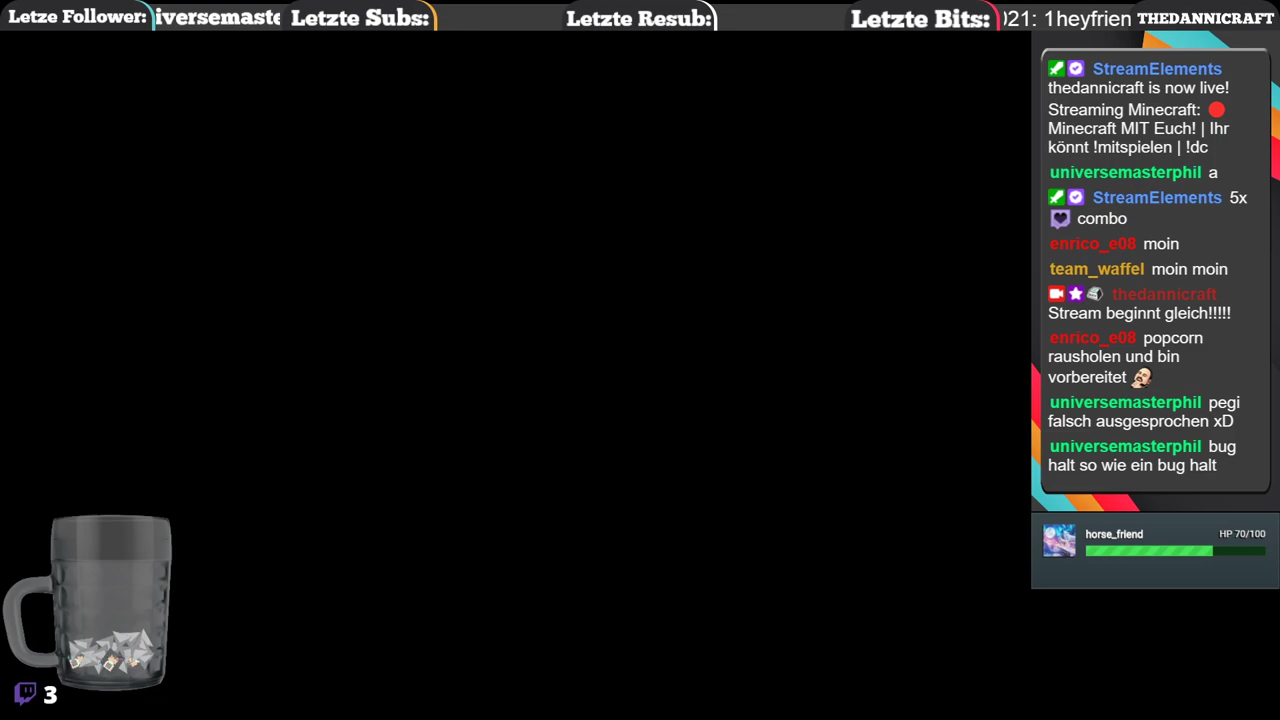 Letze Follower: iversemaste Letzte Subs: Letzte Resub: Letzte Bits: 021: 1heyfrien THEDANNICRAFT
StreamElements
thedannicraft is now live!
Streaming Minecraft: 🔴
Minecraft MIT Euch! | Ihr
könnt !mitspielen | !dc
universemasterphil a
StreamElements 5x
combo
enrico_e08 moin
team_waffel moin moin
thedannicraft
Stream beginnt gleich!!!!!
enrico_e08 popcorn
rausholen und bin
vorbereitet
universemasterphil pegi
falsch ausgesprochen xD
universemasterphil bug
halt so wie ein bug halt
horse_friend HP 70/100
3